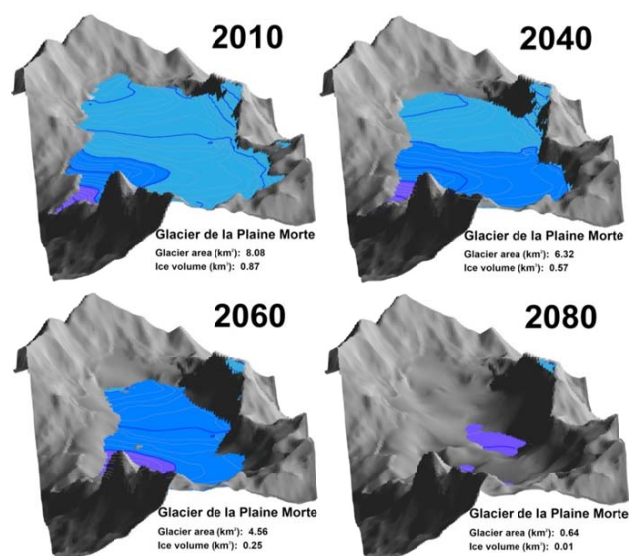 2010
Glacier de la Plaine Morte
Glacier area (km²): 8.08
Ice volume (km³): 0.87
2040
Glacier de la Plaine Morte
Glacier area (km²): 6.32
Ice volume (km³): 0.57
2060
Glacier de la Plaine Morte
Glacier area (km²): 4.56
Ice volume (km³): 0.25
2080
Glacier de la Plaine Morte
Glacier area (km²): 0.64
Ice volume (km³): 0.01